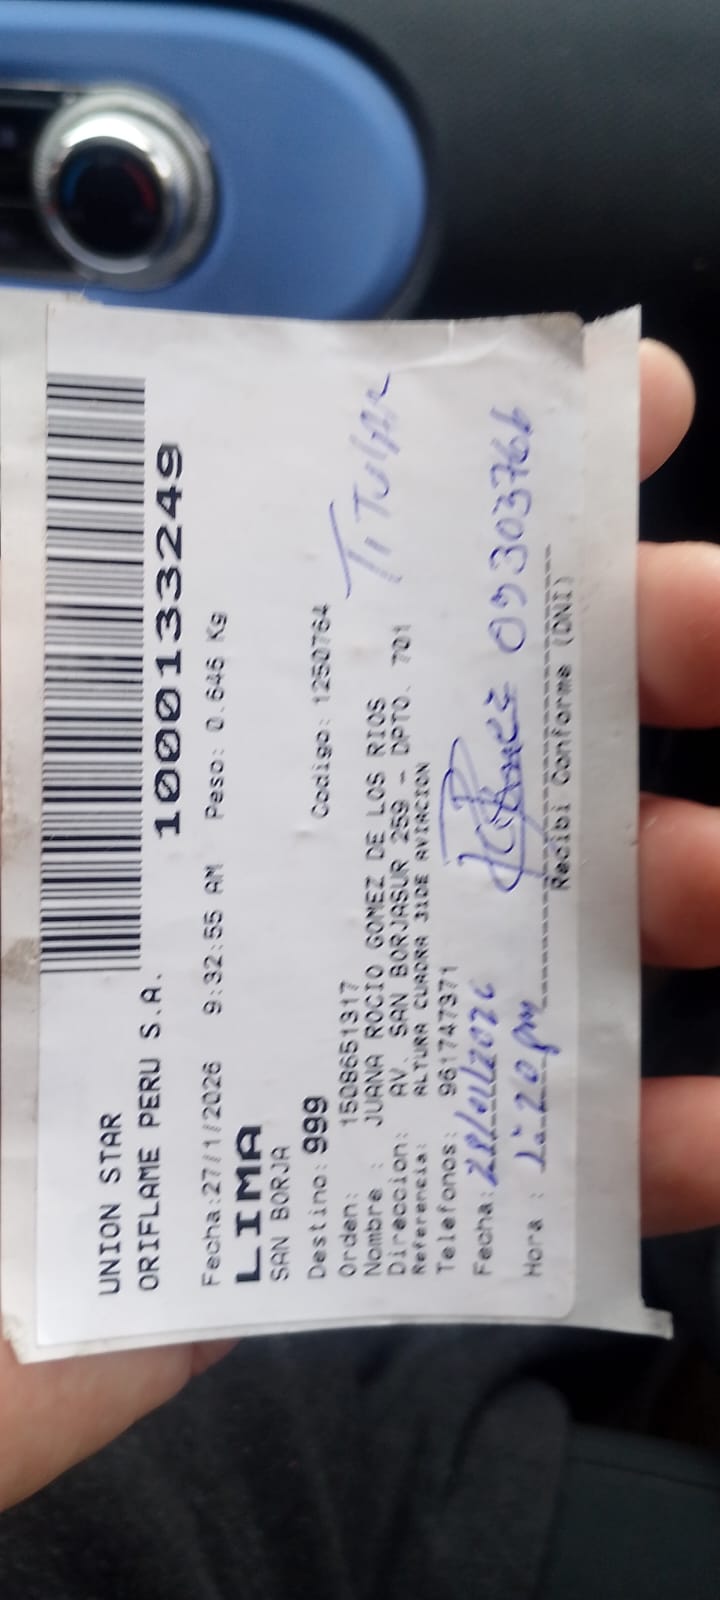 UNION STAR
ORIFLAME PERU S.A.
1000133249
Fecha:27/1/2026 9:32:55 AM Peso: 0.646 Kg
LIMA
SAN BORJA
Destino: 999 Codigo: 1250764
Orden: 1508651317
Nombre : JUANA ROCIO GOMEZ DE LOS RIOS
Direccion: AV. SAN BORJASUR 259 - DPTO. 701
Referencia: ALTURA CUADRA 31DE AVIACION
Telefonos: 961747371
Titular
Fecha: 28/01/2026
09303766
Hora : 1:20 pm
Recibi Conforme (DNI)